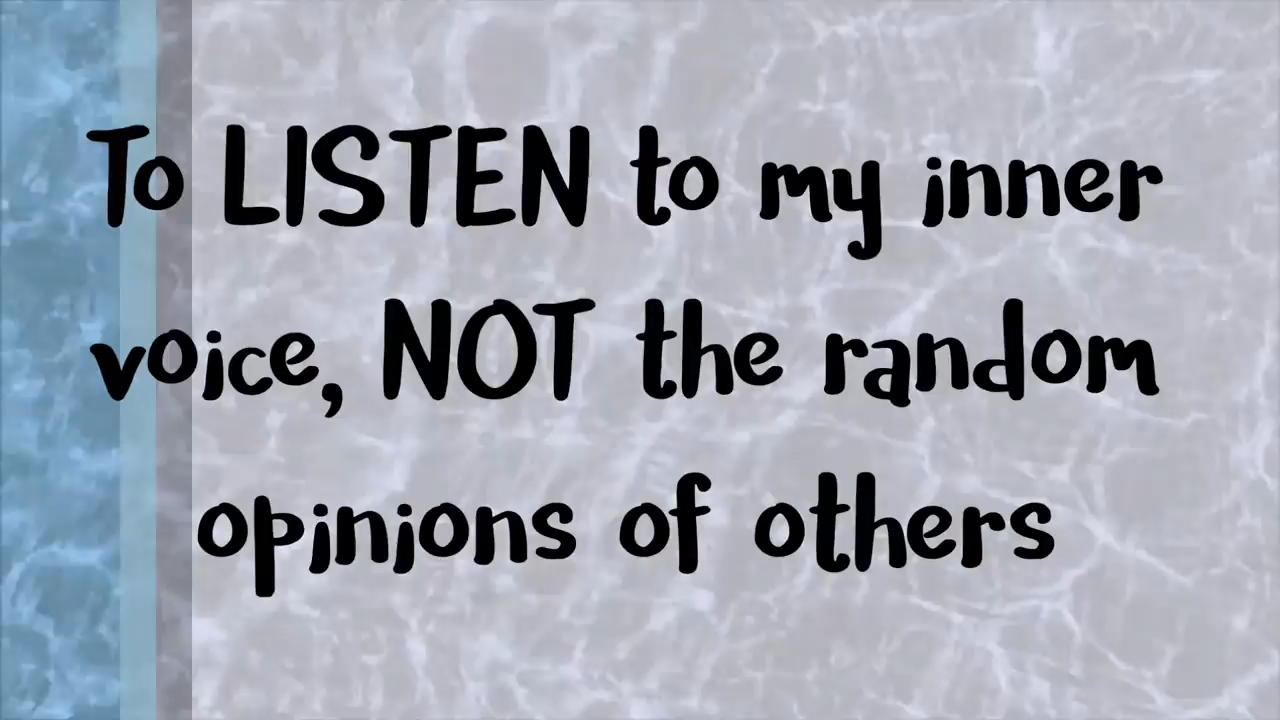 To LISTEN to my inner
voice, NOT the random
opinions of others